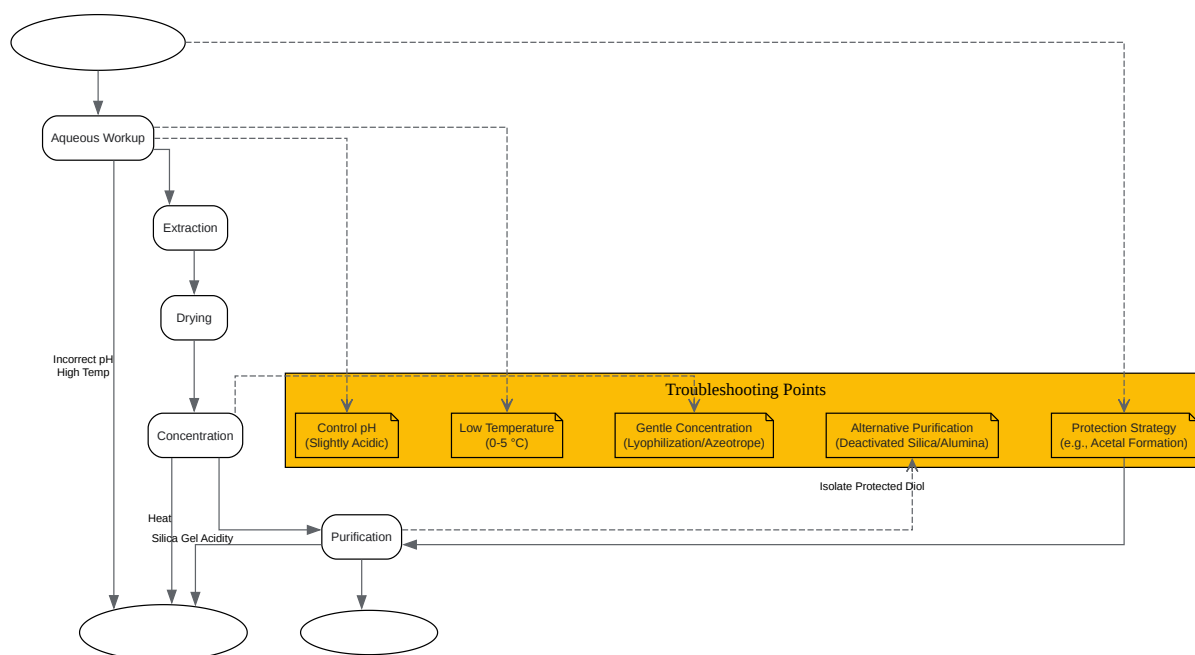 Aqueous Workup
Extraction
Drying
Incorrect pH
High Temp
Troubleshooting Points
Control pH
(Slightly Acidic)
Low Temperature
(0-5 °C)
Gentle Concentration
(Lyophilization/Azeotrope)
Alternative Purification
(Deactivated Silica/Alumina)
Protection Strategy
(e.g., Acetal Formation)
Concentration
Isolate Protected Diol
Heat
Silica Gel Acidity
Purification